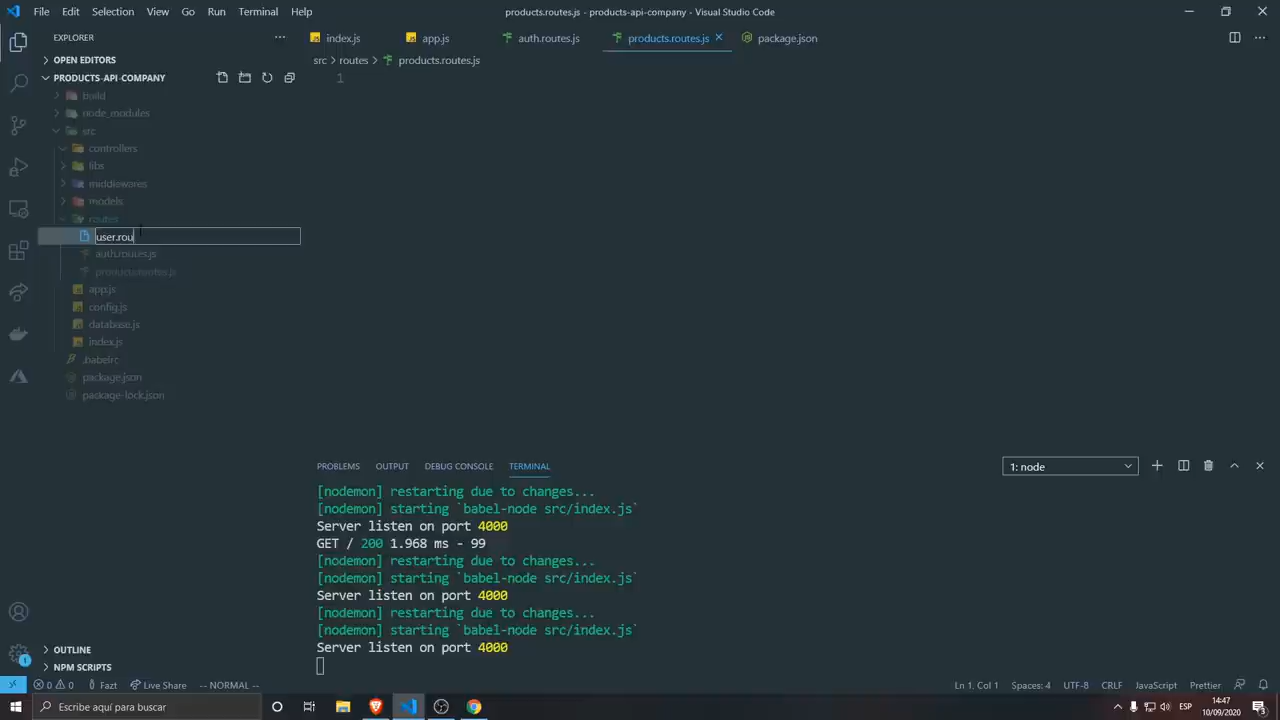 File Edit Selection View Go Run Terminal Help
products.routes.js - products-api-company - Visual Studio Code
EXPLORER
index.js app.js auth.routes.js products.routes.js package.json
OPEN EDITORS
src routes products.routes.js
PRODUCTS-API-COMPANY
1
build
node_modules
src
controllers
libs
middlewares
models
routes
user.rou
auth.routes.js
products.routes.js
app.js
config.js
database.js
index.js
.babelrc
package.json
package-lock.json
PROBLEMS OUTPUT DEBUG CONSOLE TERMINAL
1: node
[nodemon] restarting due to changes...
[nodemon] starting `babel-node src/index.js`
Server listen on port 4000
GET / 200 1.968 ms - 99
[nodemon] restarting due to changes...
[nodemon] starting `babel-node src/index.js`
Server listen on port 4000
[nodemon] restarting due to changes...
[nodemon] starting `babel-node src/index.js`
Server listen on port 4000
OUTLINE
NPM SCRIPTS
1
0 0 Fazt Live Share -- NORMAL -- Ln 1, Col 1 Spaces: 4 UTF-8 CRLF JavaScript Prettier
Escribe aquí para buscar
ESP
14:47
10/09/2020
3